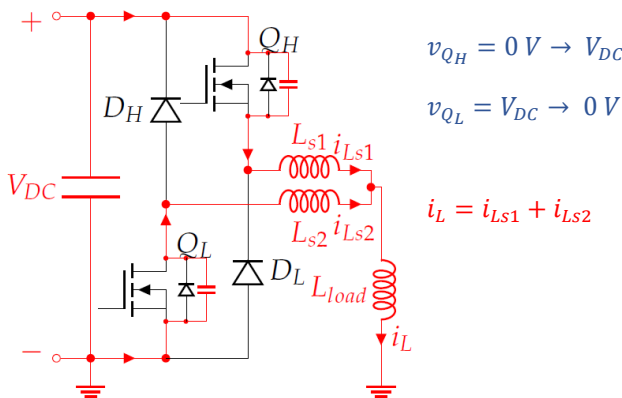 +
Q_H
v_{Q_H} = 0 V → V_{DC}
D_H
v_{Q_L} = V_{DC} → 0 V
L_{s1} i_{Ls1}
V_{DC}
i_L = i_{Ls1} + i_{Ls2}
L_{s2} i_{Ls2}
Q_L
D_L
L_{load}
i_L
−